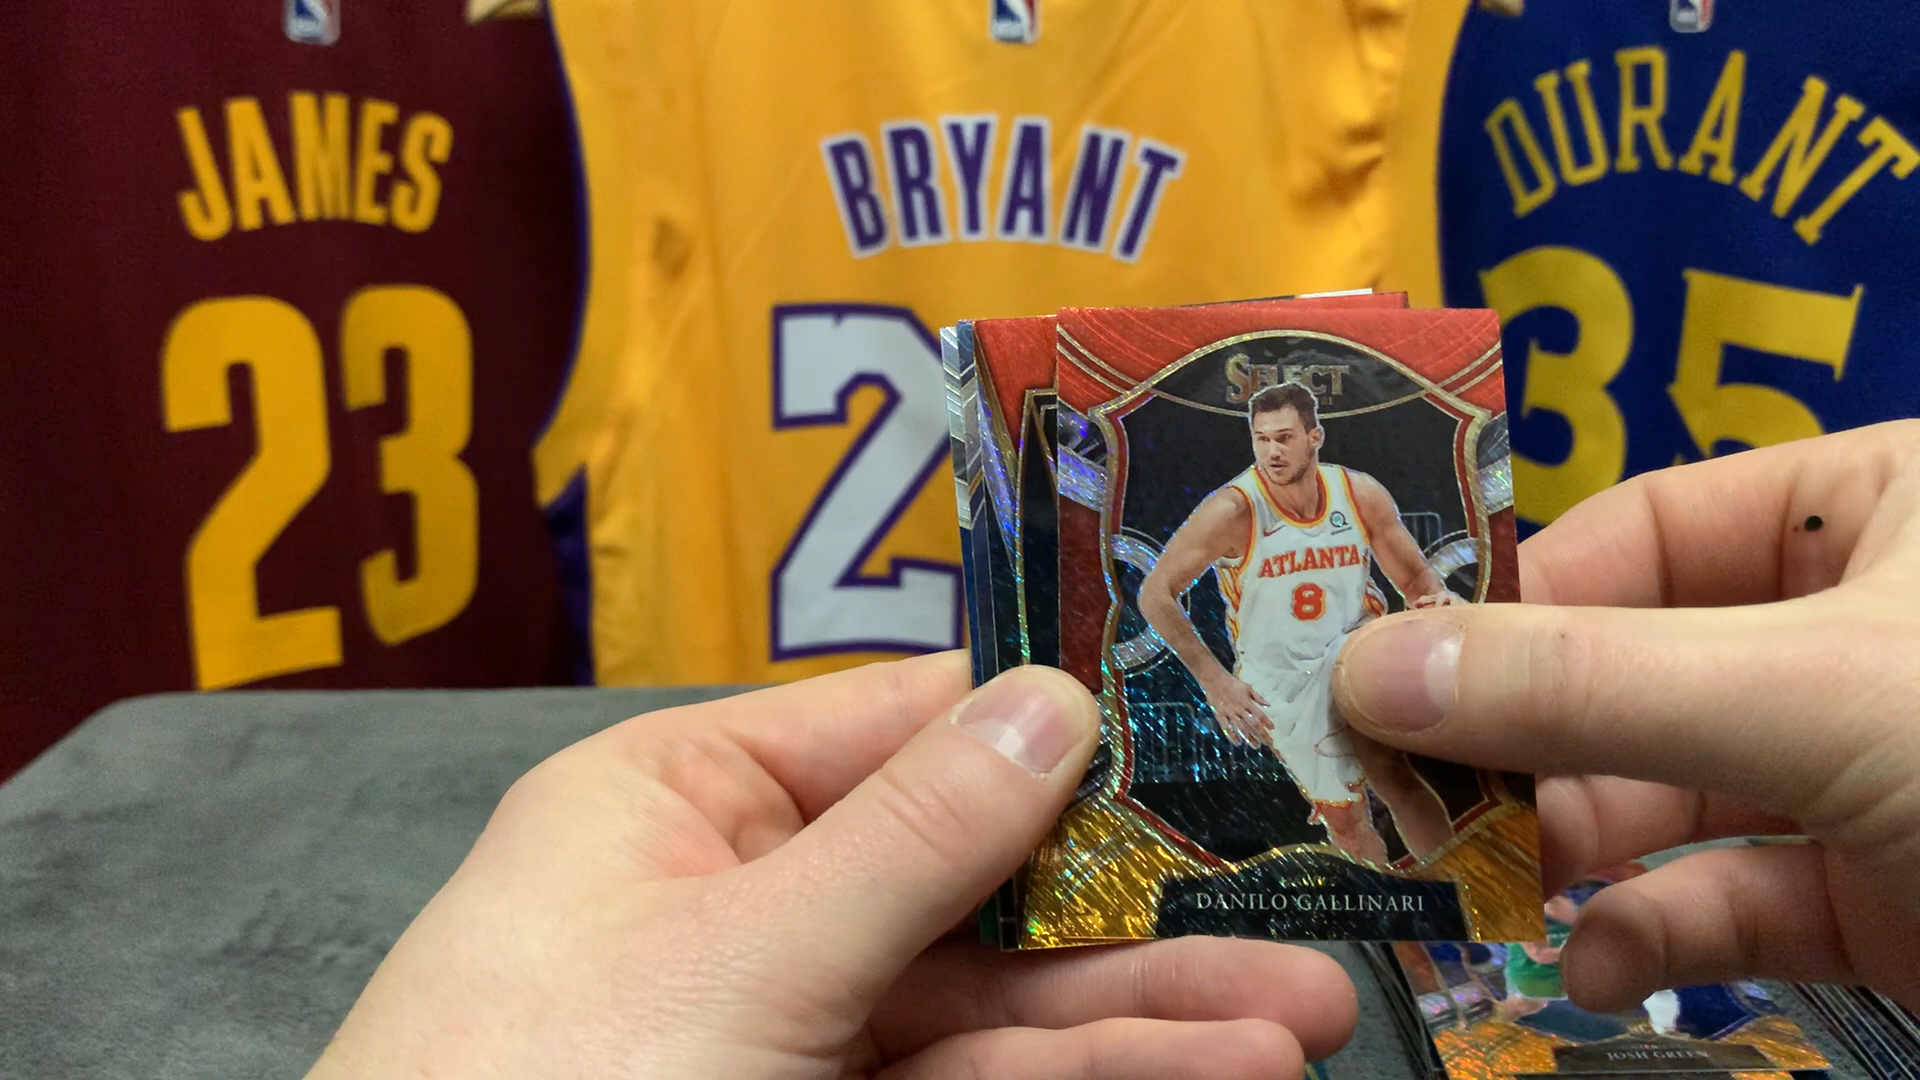 JAMES
23
BRYANT
2
DURANT
35
SELECT
ATLANTA
8
DANILO GALLINARI
JOSH GREEN